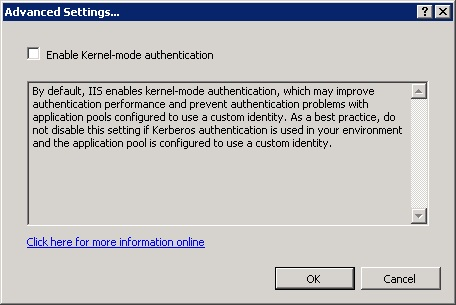 Advanced Settings...
Enable Kernel-mode authentication
By default, IIS enables kernel-mode authentication, which may improve
authentication performance and prevent authentication problems with
application pools configured to use a custom identity. As a best practice, do
not disable this setting if Kerberos authentication is used in your environment
and the application pool is configured to use a custom identity.
Click here for more information online
OK
Cancel